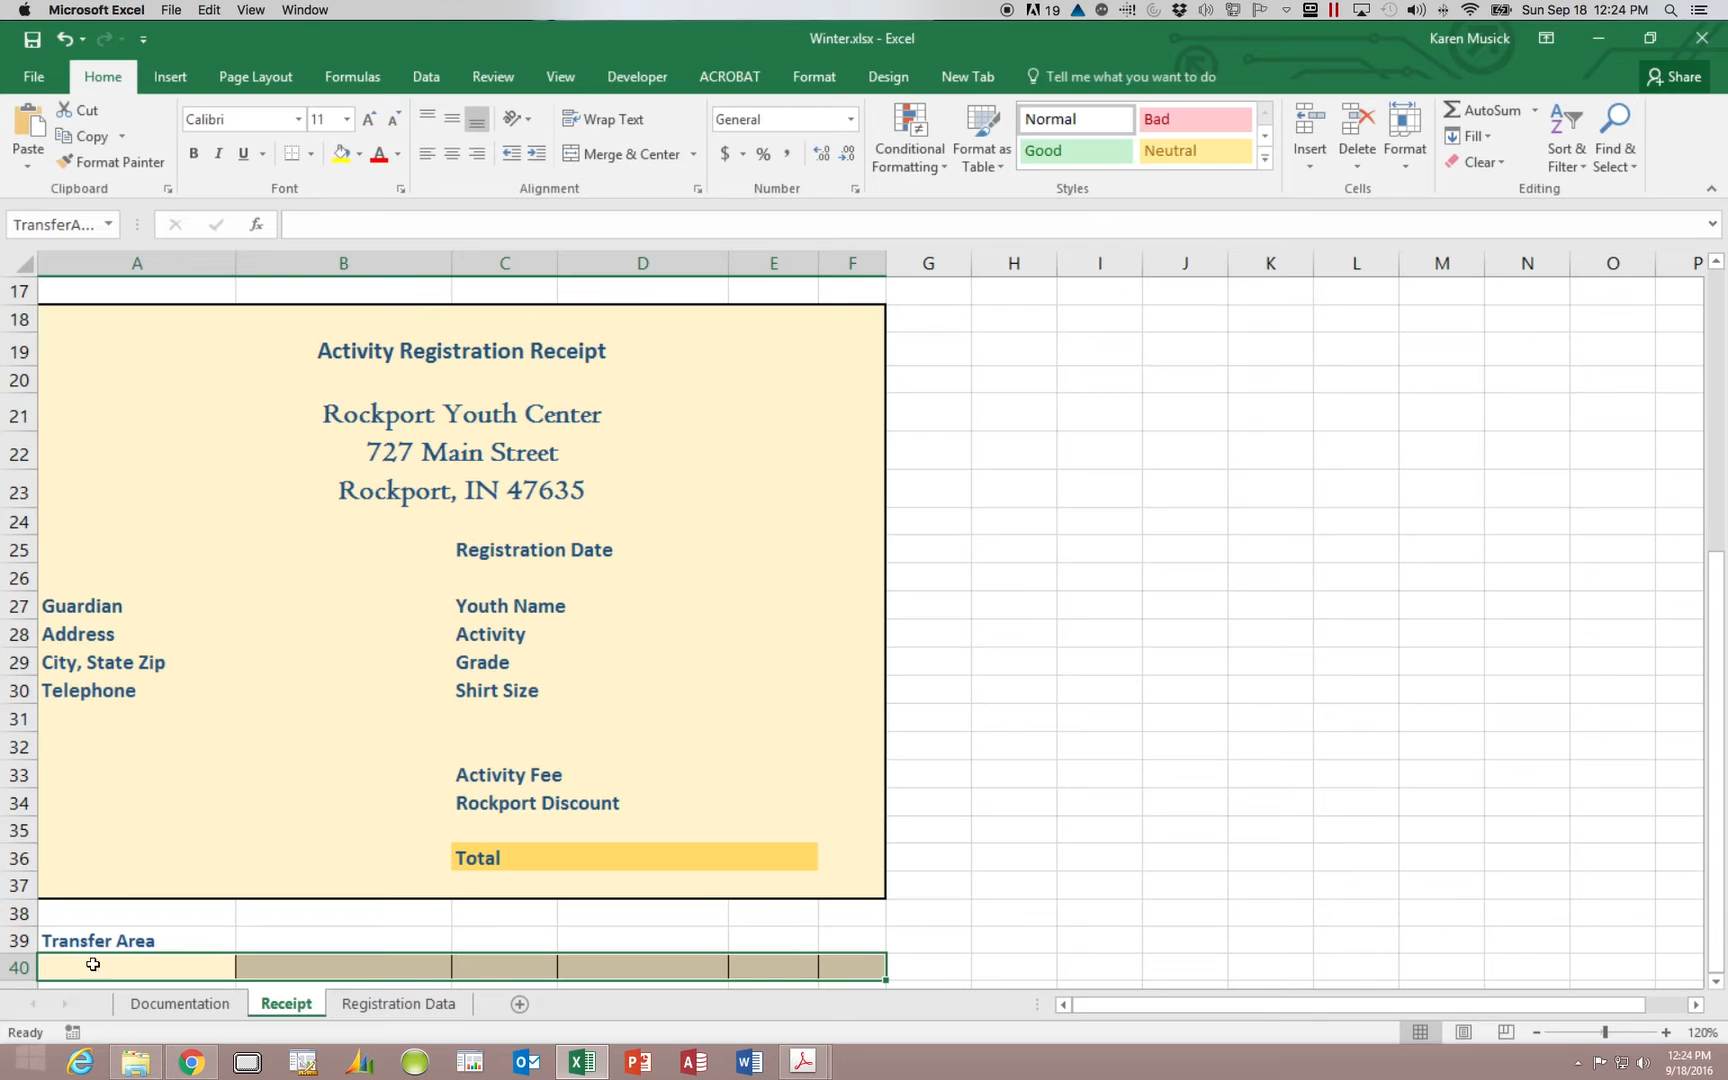 Microsoft Excel File Edit View Window 19 Sun Sep 18 12:24 PM
Winter.xlsx - Excel Karen Musick
File Home Insert Page Layout Formulas Data Review View Developer ACROBAT Format Design New Tab Tell me what you want to do Share
Paste Cut Copy Format Painter
Calibri 11
B I U A
Wrap Text
Merge & Center
General
$ % ,
Conditional Formatting
Format as Table
Normal Bad
Good Neutral
Insert Delete Format
AutoSum
Fill
Clear
Sort & Filter
Find & Select
Clipboard Font Alignment Number Styles Cells Editing
TransferA... fx
A B C D E F G H I J K L M N O P
17
18
19 Activity Registration Receipt
20
21 Rockport Youth Center
22 727 Main Street
23 Rockport, IN 47635
24
25 Registration Date
26
27 Guardian Youth Name
28 Address Activity
29 City, State Zip Grade
30 Telephone Shirt Size
31
32
33 Activity Fee
34 Rockport Discount
35
36 Total
37
38
39 Transfer Area
40
Documentation Receipt Registration Data
Ready 120%
12:24 PM
9/18/2016